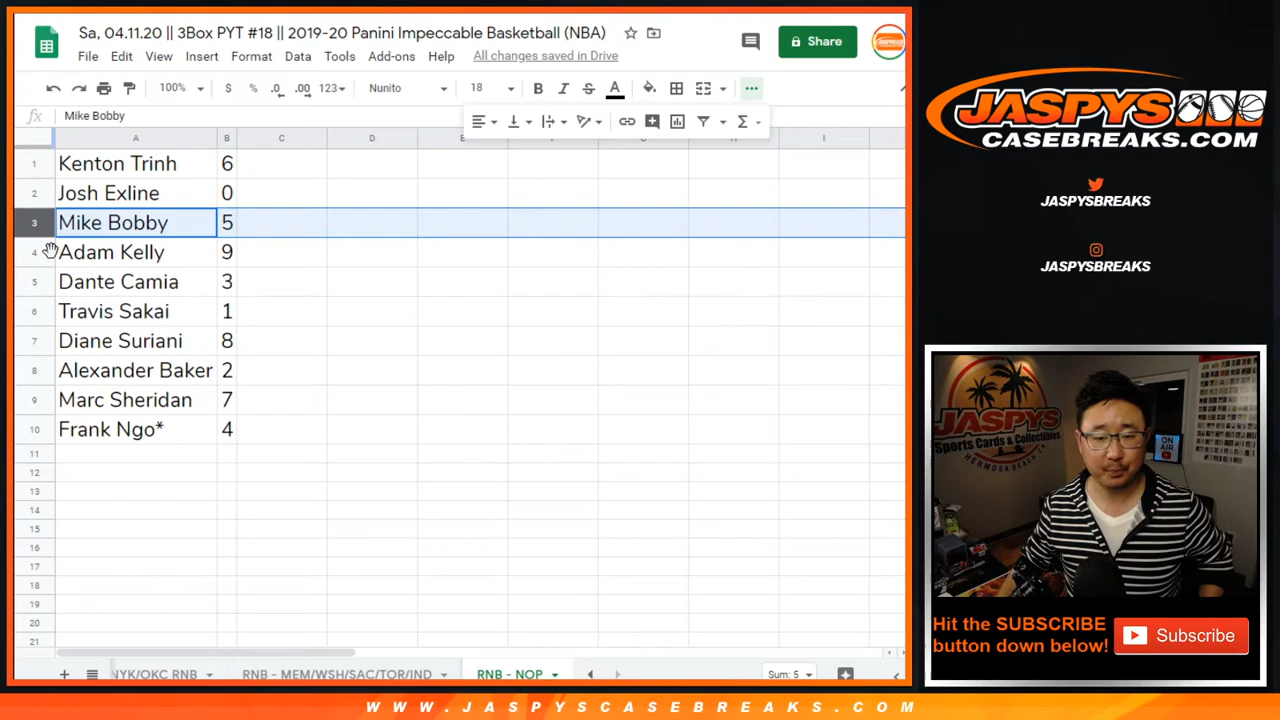 Sa, 04.11.20 || 3Box PYT #18 || 2019-20 Panini Impeccable Basketball (NBA)
File Edit View Insert Format Data Tools Add-ons Help All changes saved in Drive
Share
100% $ % .0 .00 123 Nunito 18 B I S A
fx Mike Bobby
A B C D E I
1 Kenton Trinh 6
2 Josh Exline 0
3 Mike Bobby 5
4 Adam Kelly 9
5 Dante Camia 3
6 Travis Sakai 1
7 Diane Suriani 8
8 Alexander Baker 2
9 Marc Sheridan 7
10 Frank Ngo* 4
11
12
13
14
15
16
17
18
19
20
21
NYK/OKC RNB RNB - MEM/WSH/SAC/TOR/IND RNB - NOP Sum: 5
JASPYS
CASEBREAKS.COM
JASPYSBREAKS
JASPYSBREAKS
JASPYS
Sports Cards & Collectibles
HERMOSA BEACH, CA
ON AIR
Hit the SUBSCRIBE
button down below!
Subscribe
WWW.JASPYSCASEBREAKS.COM